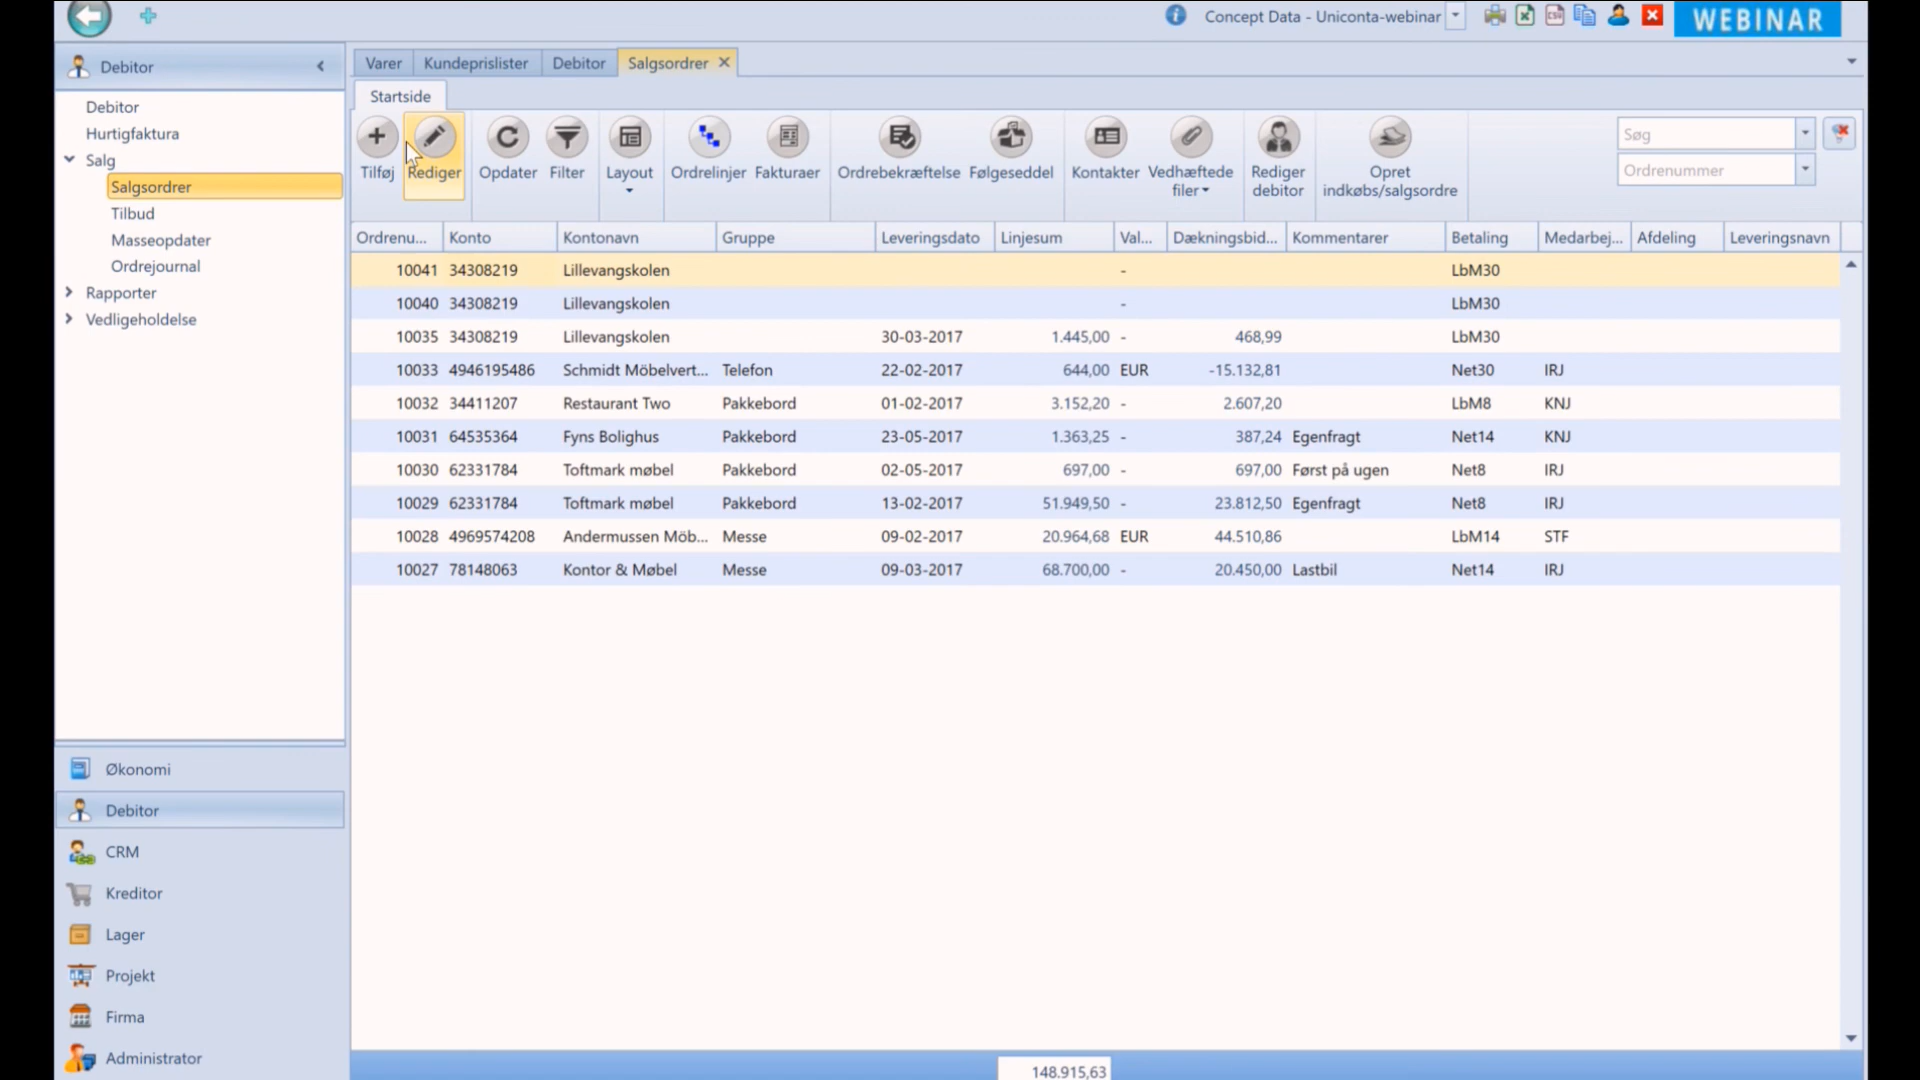 Concept Data - Uniconta-webinar
WEBINAR
Debitor
Varer Kundeprislister Debitor Salgsordrer
Startside
Debitor
Hurtigfaktura
Salg
Salgsordrer
Tilbud
Masseopdater
Ordrejournal
Rapporter
Vedligeholdelse
Tilføj Rediger Opdater Filter Layout Ordrelinjer Fakturaer Ordrebekræftelse Følgeseddel Kontakter Vedhæftede filer Rediger debitor Opret indkøbs/salgsordre
Søg
Ordrenummer
Ordrenu... Konto Kontonavn Gruppe Leveringsdato Linjesum Val... Dækningsbid... Kommentarer Betaling Medarbej... Afdeling Leveringsnavn
10041 34308219 Lillevangskolen - LbM30
10040 34308219 Lillevangskolen - LbM30
10035 34308219 Lillevangskolen 30-03-2017 1.445,00 - 468,99 LbM30
10033 4946195486 Schmidt Möbelvert... Telefon 22-02-2017 644,00 EUR -15.132,81 Net30 IRJ
10032 34411207 Restaurant Two Pakkebord 01-02-2017 3.152,20 - 2.607,20 LbM8 KNJ
10031 64535364 Fyns Bolighus Pakkebord 23-05-2017 1.363,25 - 387,24 Egenfragt Net14 KNJ
10030 62331784 Toftmark møbel Pakkebord 02-05-2017 697,00 - 697,00 Først på ugen Net8 IRJ
10029 62331784 Toftmark møbel Pakkebord 13-02-2017 51.949,50 - 23.812,50 Egenfragt Net8 IRJ
10028 4969574208 Andermussen Möb... Messe 09-02-2017 20.964,68 EUR 44.510,86 LbM14 STF
10027 78148063 Kontor & Møbel Messe 09-03-2017 68.700,00 - 20.450,00 Lastbil Net14 IRJ
Økonomi
Debitor
CRM
Kreditor
Lager
Projekt
Firma
Administrator
148.915,63